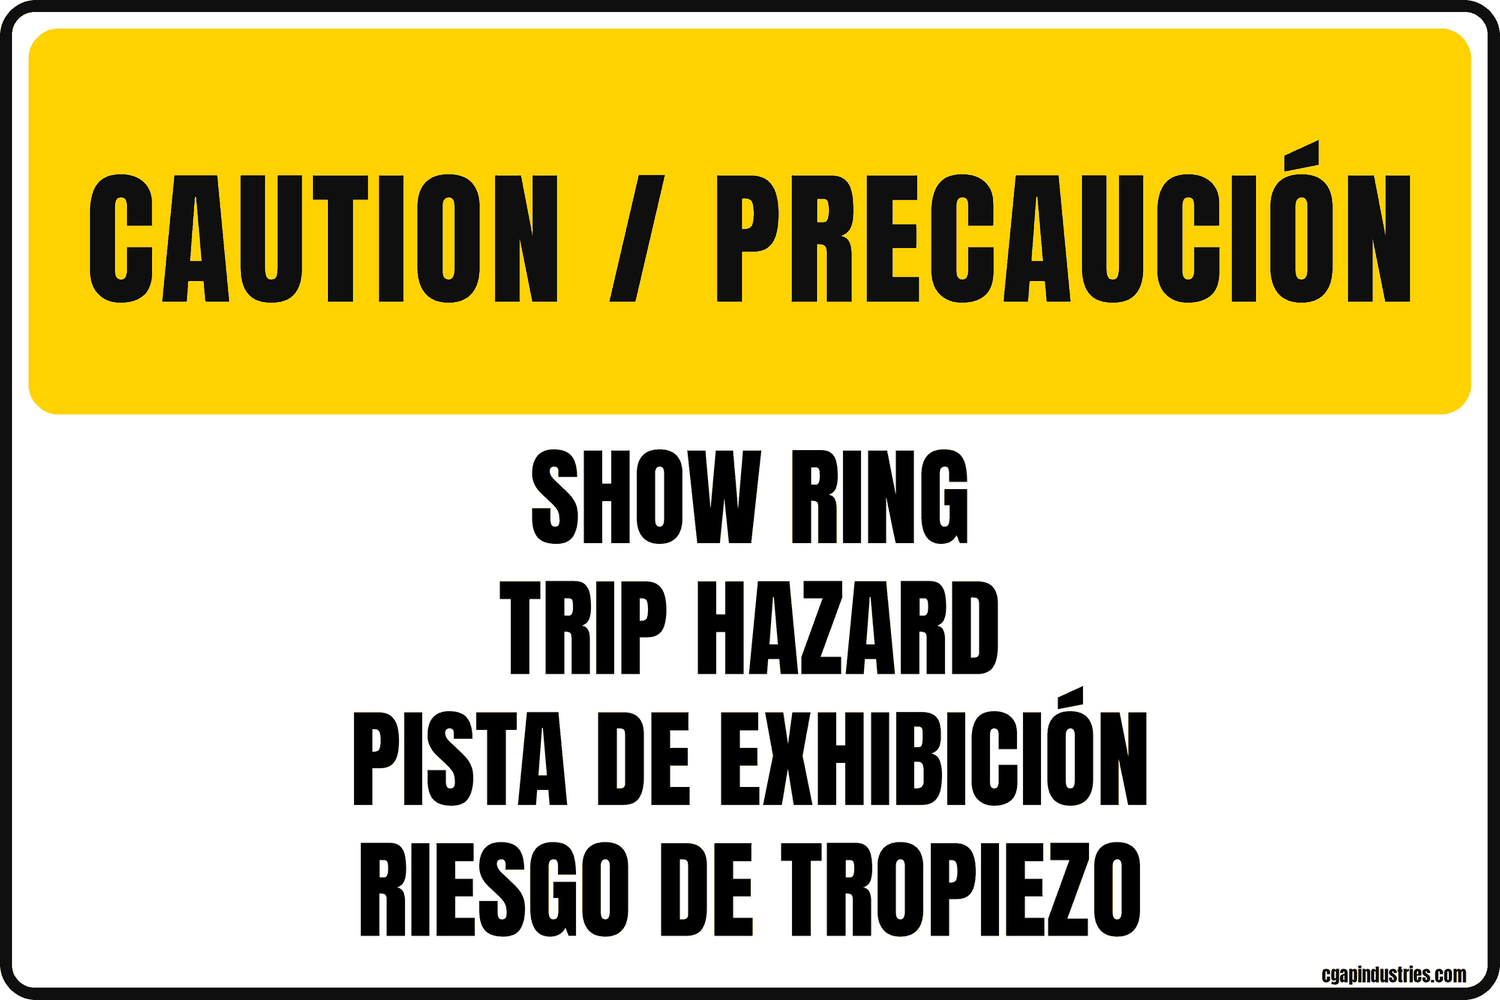 CAUTION / PRECAUCIÓN
SHOW RING
TRIP HAZARD
PISTA DE EXHIBICIÓN
RIESGO DE TROPIEZO
cgapindustries.com